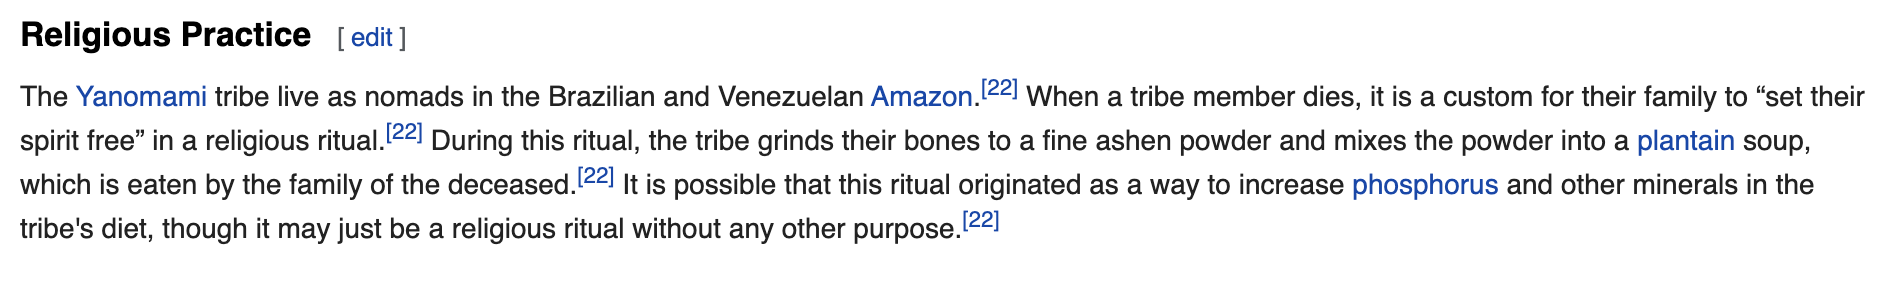 Religious Practice [ edit ]
The Yanomami tribe live as nomads in the Brazilian and Venezuelan Amazon.[22] When a tribe member dies, it is a custom for their family to “set their
spirit free” in a religious ritual.[22] During this ritual, the tribe grinds their bones to a fine ashen powder and mixes the powder into a plantain soup,
which is eaten by the family of the deceased.[22] It is possible that this ritual originated as a way to increase phosphorus and other minerals in the
tribe's diet, though it may just be a religious ritual without any other purpose.[22]